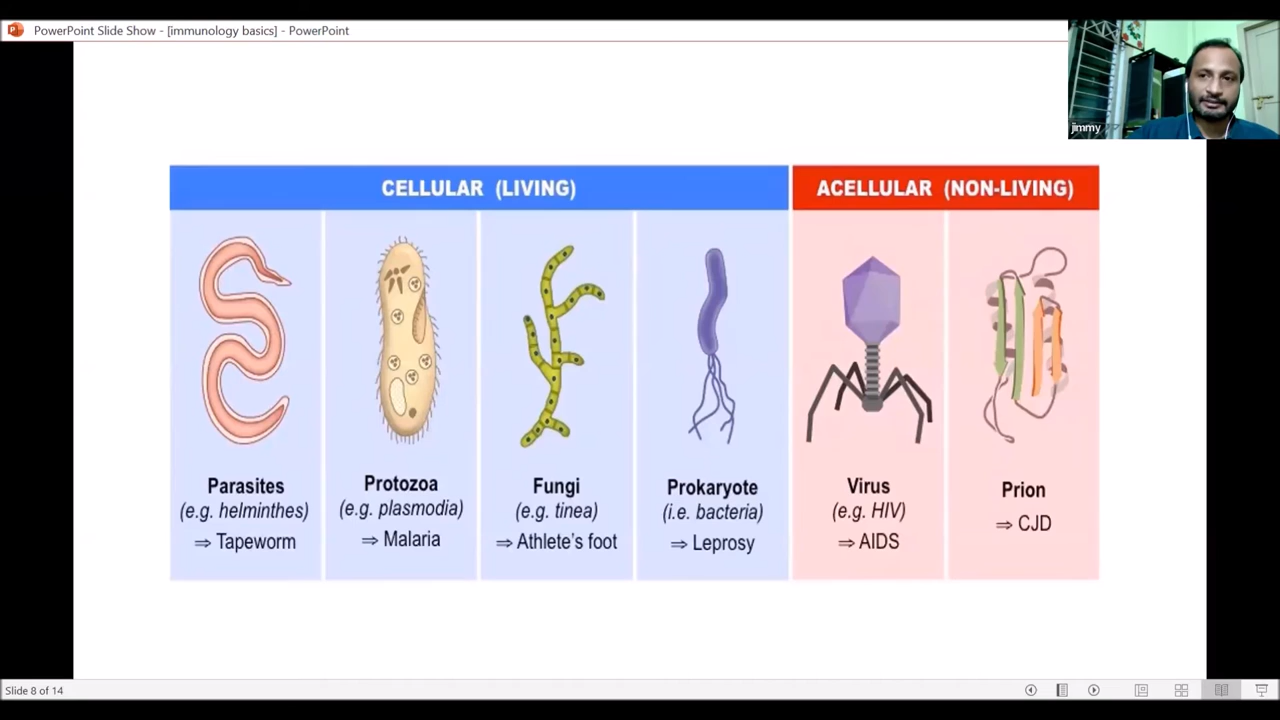 PowerPoint Slide Show - [immunology basics] - PowerPoint
jimmy
CELLULAR (LIVING)
ACELLULAR (NON-LIVING)
Parasites
(e.g. helminthes)
⇒ Tapeworm
Protozoa
(e.g. plasmodia)
⇒ Malaria
Fungi
(e.g. tinea)
⇒ Athlete's foot
Prokaryote
(i.e. bacteria)
⇒ Leprosy
Virus
(e.g. HIV)
⇒ AIDS
Prion
⇒ CJD
Slide 8 of 14